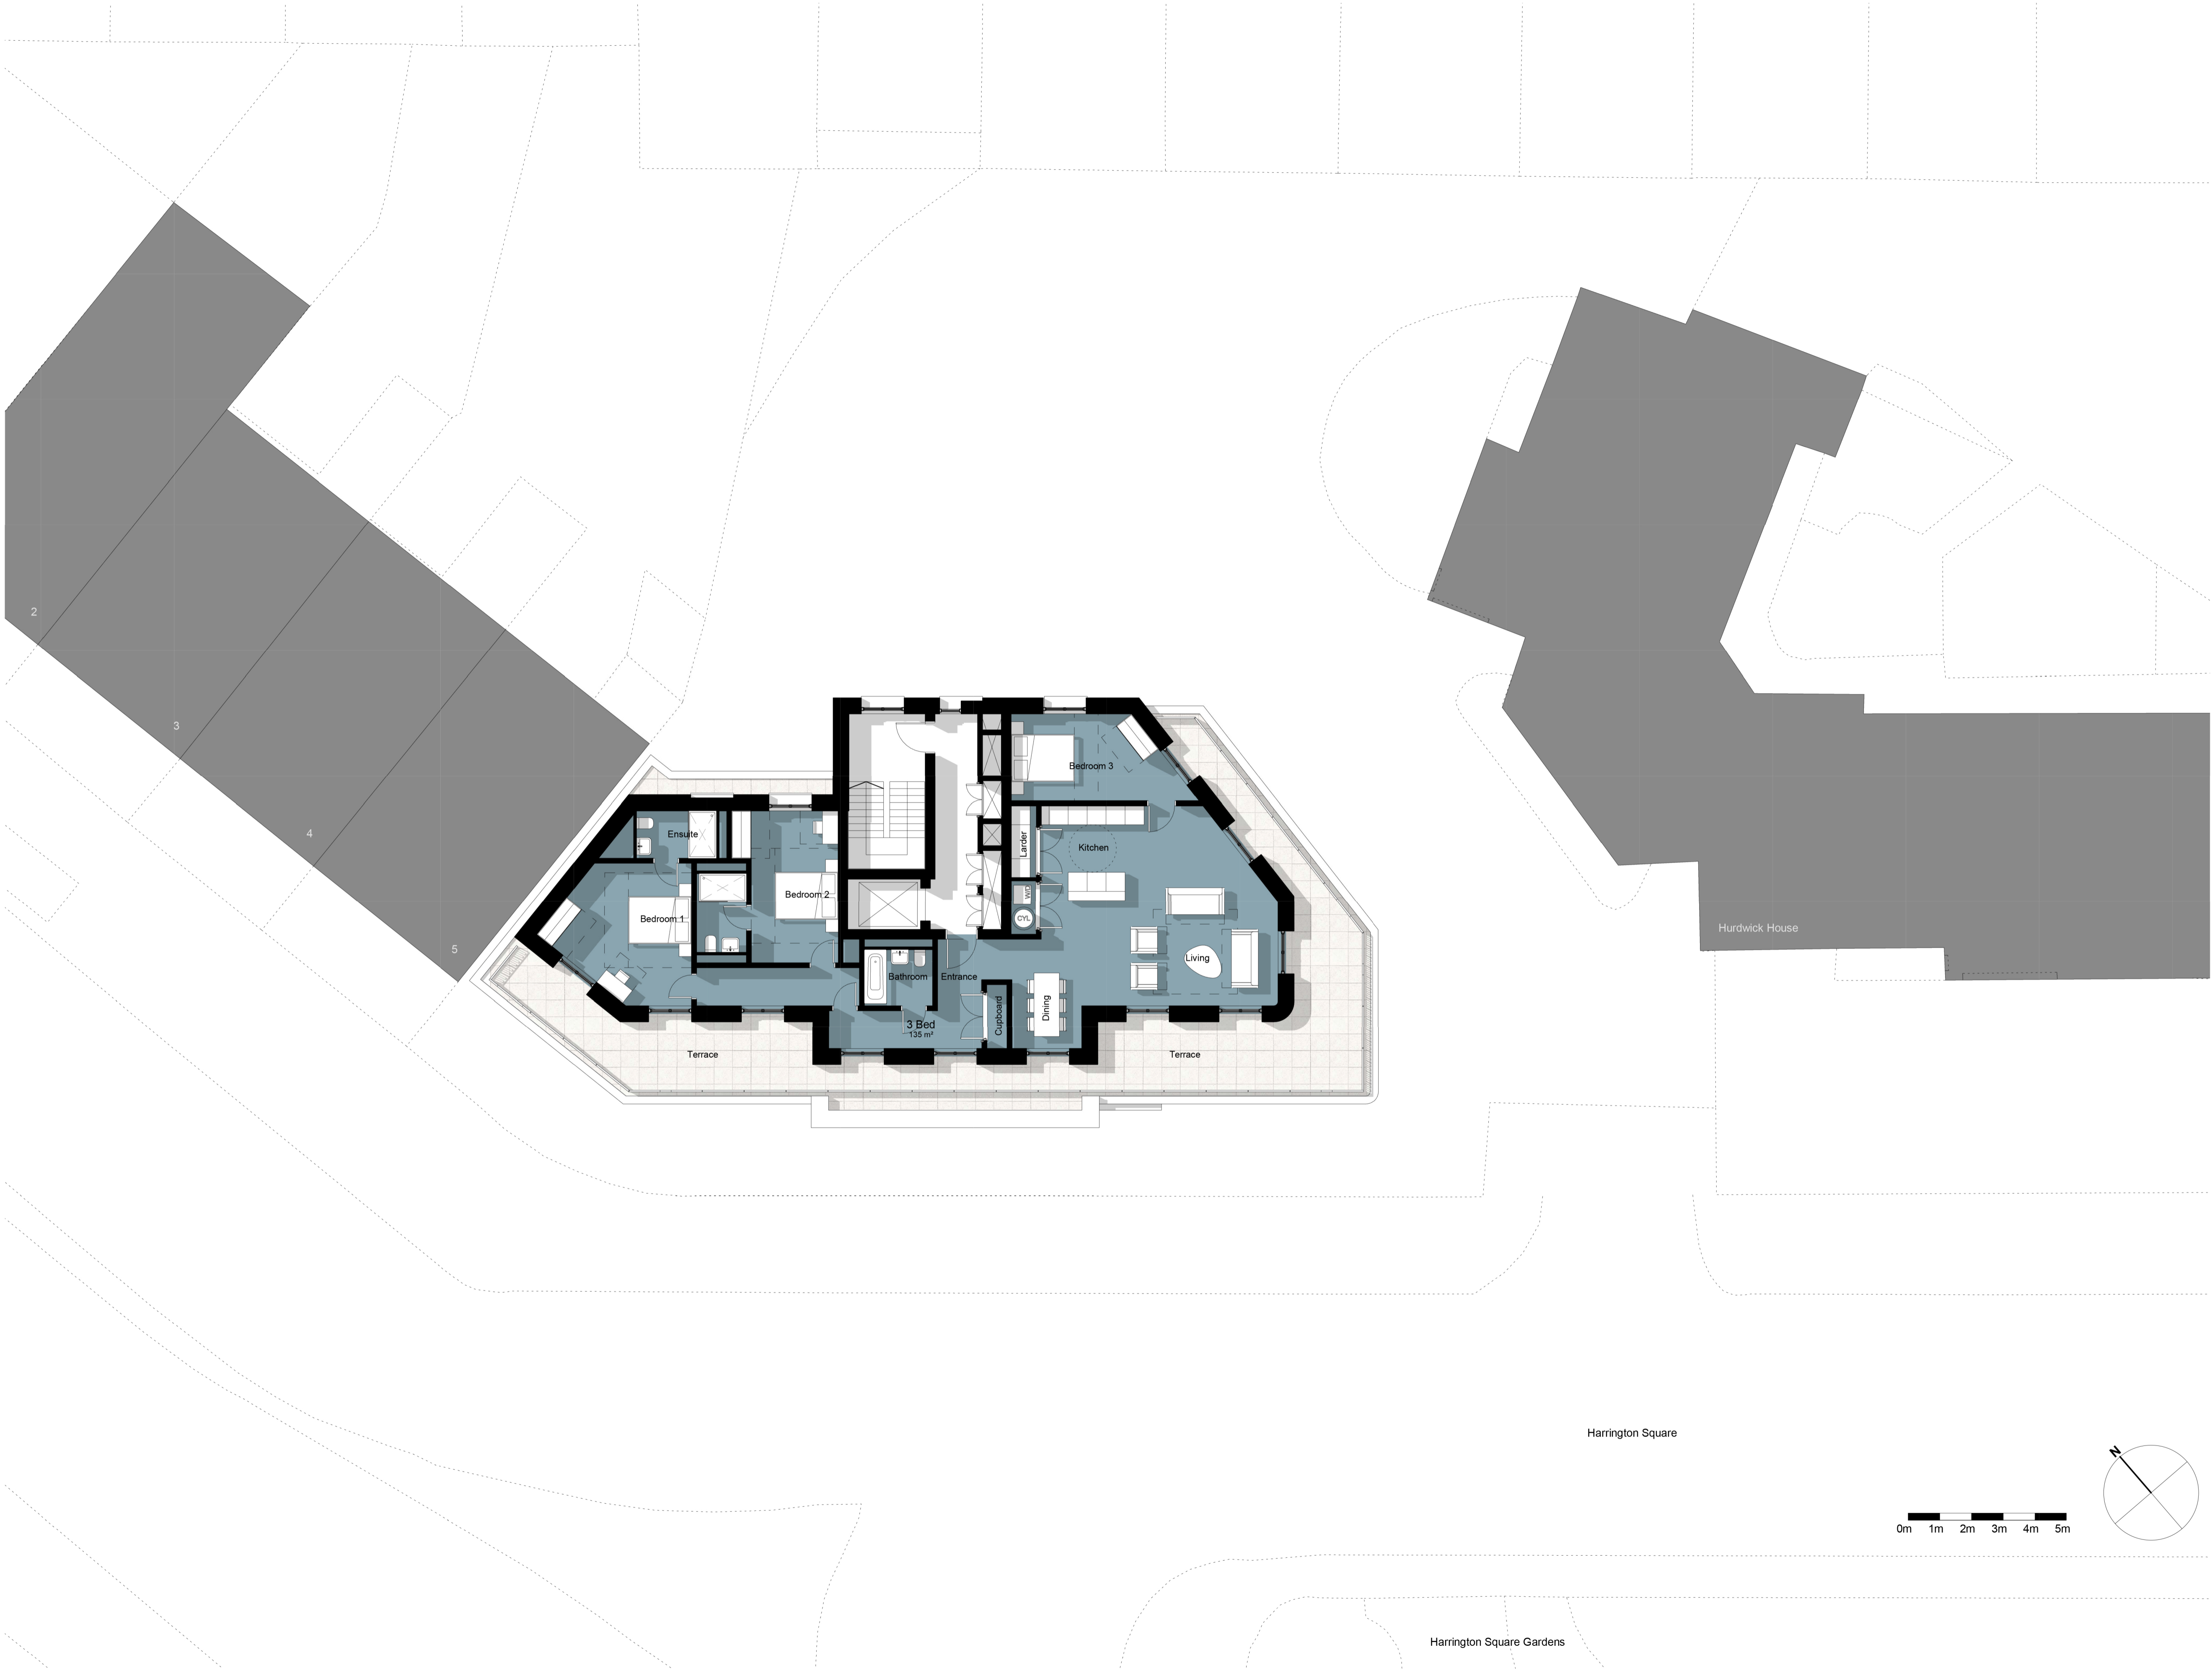 2
3
4
5
Bedroom 3
Ensuite
Larder
Kitchen
Bedroom 1
Bedroom 2
W/D
CYL
Hurdwick House
Living
Bathroom
Entrance
Dining
Cupboard
3 Bed
135 m²
Terrace
Terrace
Harrington Square
N
0m 1m 2m 3m 4m 5m
Harrington Square Gardens